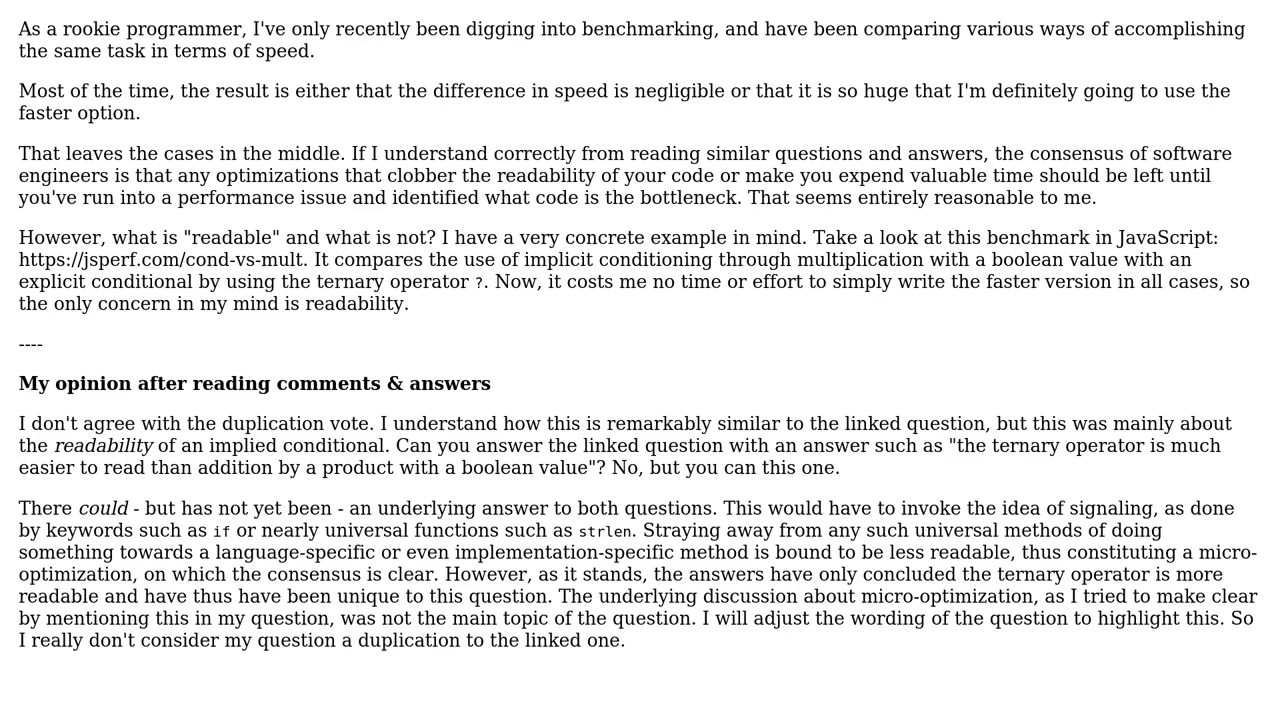 As a rookie programmer, I've only recently been digging into benchmarking, and have been comparing various ways of accomplishing
the same task in terms of speed.
Most of the time, the result is either that the difference in speed is negligible or that it is so huge that I'm definitely going to use the
faster option.
That leaves the cases in the middle. If I understand correctly from reading similar questions and answers, the consensus of software
engineers is that any optimizations that clobber the readability of your code or make you expend valuable time should be left until
you've run into a performance issue and identified what code is the bottleneck. That seems entirely reasonable to me.
However, what is "readable" and what is not? I have a very concrete example in mind. Take a look at this benchmark in JavaScript:
https://jsperf.com/cond-vs-mult. It compares the use of implicit conditioning through multiplication with a boolean value with an
explicit conditional by using the ternary operator ?. Now, it costs me no time or effort to simply write the faster version in all cases, so
the only concern in my mind is readability.
----
My opinion after reading comments & answers
I don't agree with the duplication vote. I understand how this is remarkably similar to the linked question, but this was mainly about
the readability of an implied conditional. Can you answer the linked question with an answer such as "the ternary operator is much
easier to read than addition by a product with a boolean value"? No, but you can this one.
There could - but has not yet been - an underlying answer to both questions. This would have to invoke the idea of signaling, as done
by keywords such as if or nearly universal functions such as strlen. Straying away from any such universal methods of doing
something towards a language-specific or even implementation-specific method is bound to be less readable, thus constituting a micro-
optimization, on which the consensus is clear. However, as it stands, the answers have only concluded the ternary operator is more
readable and have thus have been unique to this question. The underlying discussion about micro-optimization, as I tried to make clear
by mentioning this in my question, was not the main topic of the question. I will adjust the wording of the question to highlight this. So
I really don't consider my question a duplication to the linked one.